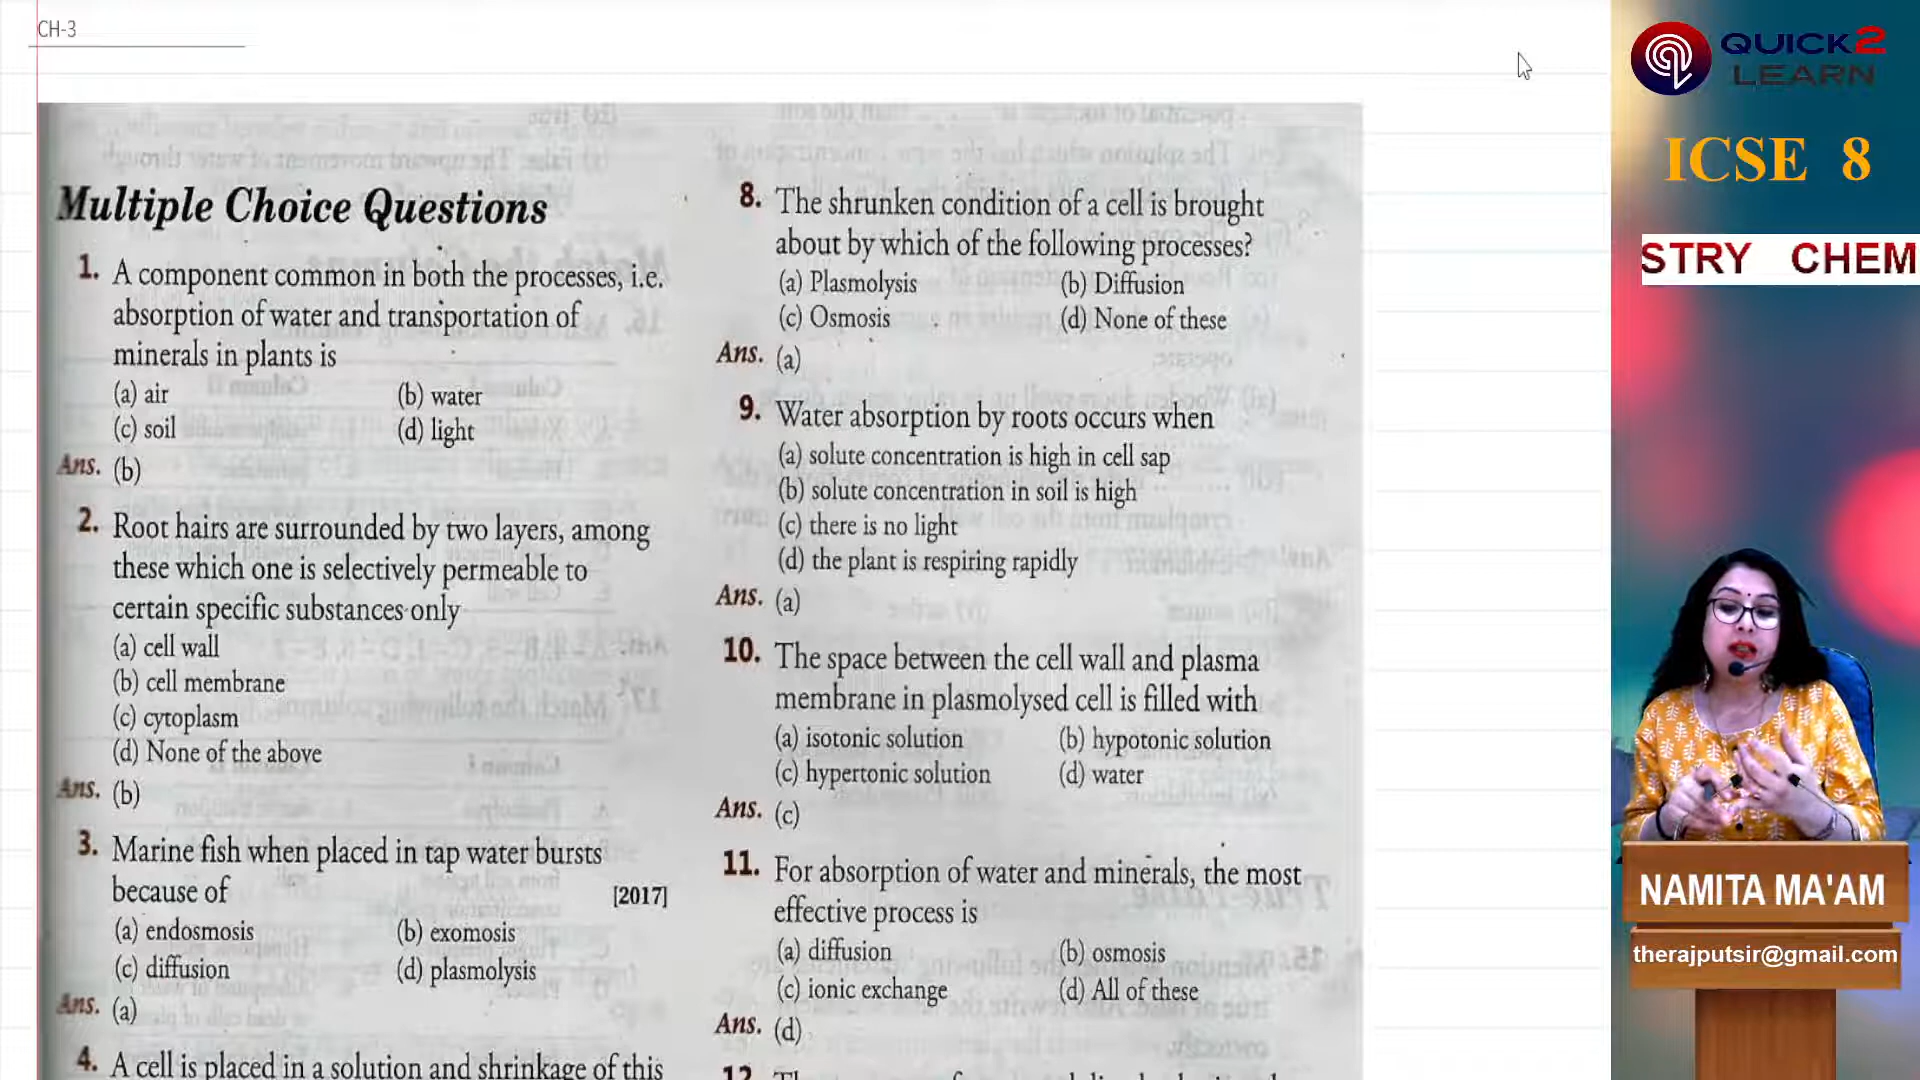 CH-3
Multiple Choice Questions
1. A component common in both the processes, i.e.
absorption of water and transportation of
minerals in plants is
(a) air (b) water
(c) soil (d) light
Ans. (b)
2. Root hairs are surrounded by two layers, among
these which one is selectively permeable to
certain specific substances only
(a) cell wall
(b) cell membrane
(c) cytoplasm
(d) None of the above
Ans. (b)
3. Marine fish when placed in tap water bursts
because of [2017]
(a) endosmosis (b) exomosis
(c) diffusion (d) plasmolysis
Ans. (a)
4. A cell is placed in a solution and shrinkage of this
8. The shrunken condition of a cell is brought
about by which of the following processes?
(a) Plasmolysis (b) Diffusion
(c) Osmosis (d) None of these
Ans. (a)
9. Water absorption by roots occurs when
(a) solute concentration is high in cell sap
(b) solute concentration in soil is high
(c) there is no light
(d) the plant is respiring rapidly
Ans. (a)
10. The space between the cell wall and plasma
membrane in plasmolysed cell is filled with
(a) isotonic solution (b) hypotonic solution
(c) hypertonic solution (d) water
Ans. (c)
11. For absorption of water and minerals, the most
effective process is
(a) diffusion (b) osmosis
(c) ionic exchange (d) All of these
Ans. (d)
12.
QUICK2
LEARN
ICSE 8
STRY CHEM
NAMITA MA'AM
therajputsir@gmail.com